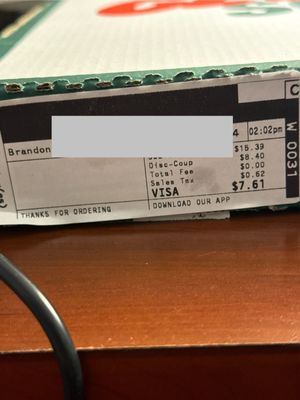 C
4 02:02pm
W 0031
Brandon
$15.39
$8.40
Disc-Coup $0.00
Total Fee $0.62
Sales Tax
VISA $7.61
THANKS FOR ORDERING
DOWNLOAD OUR APP